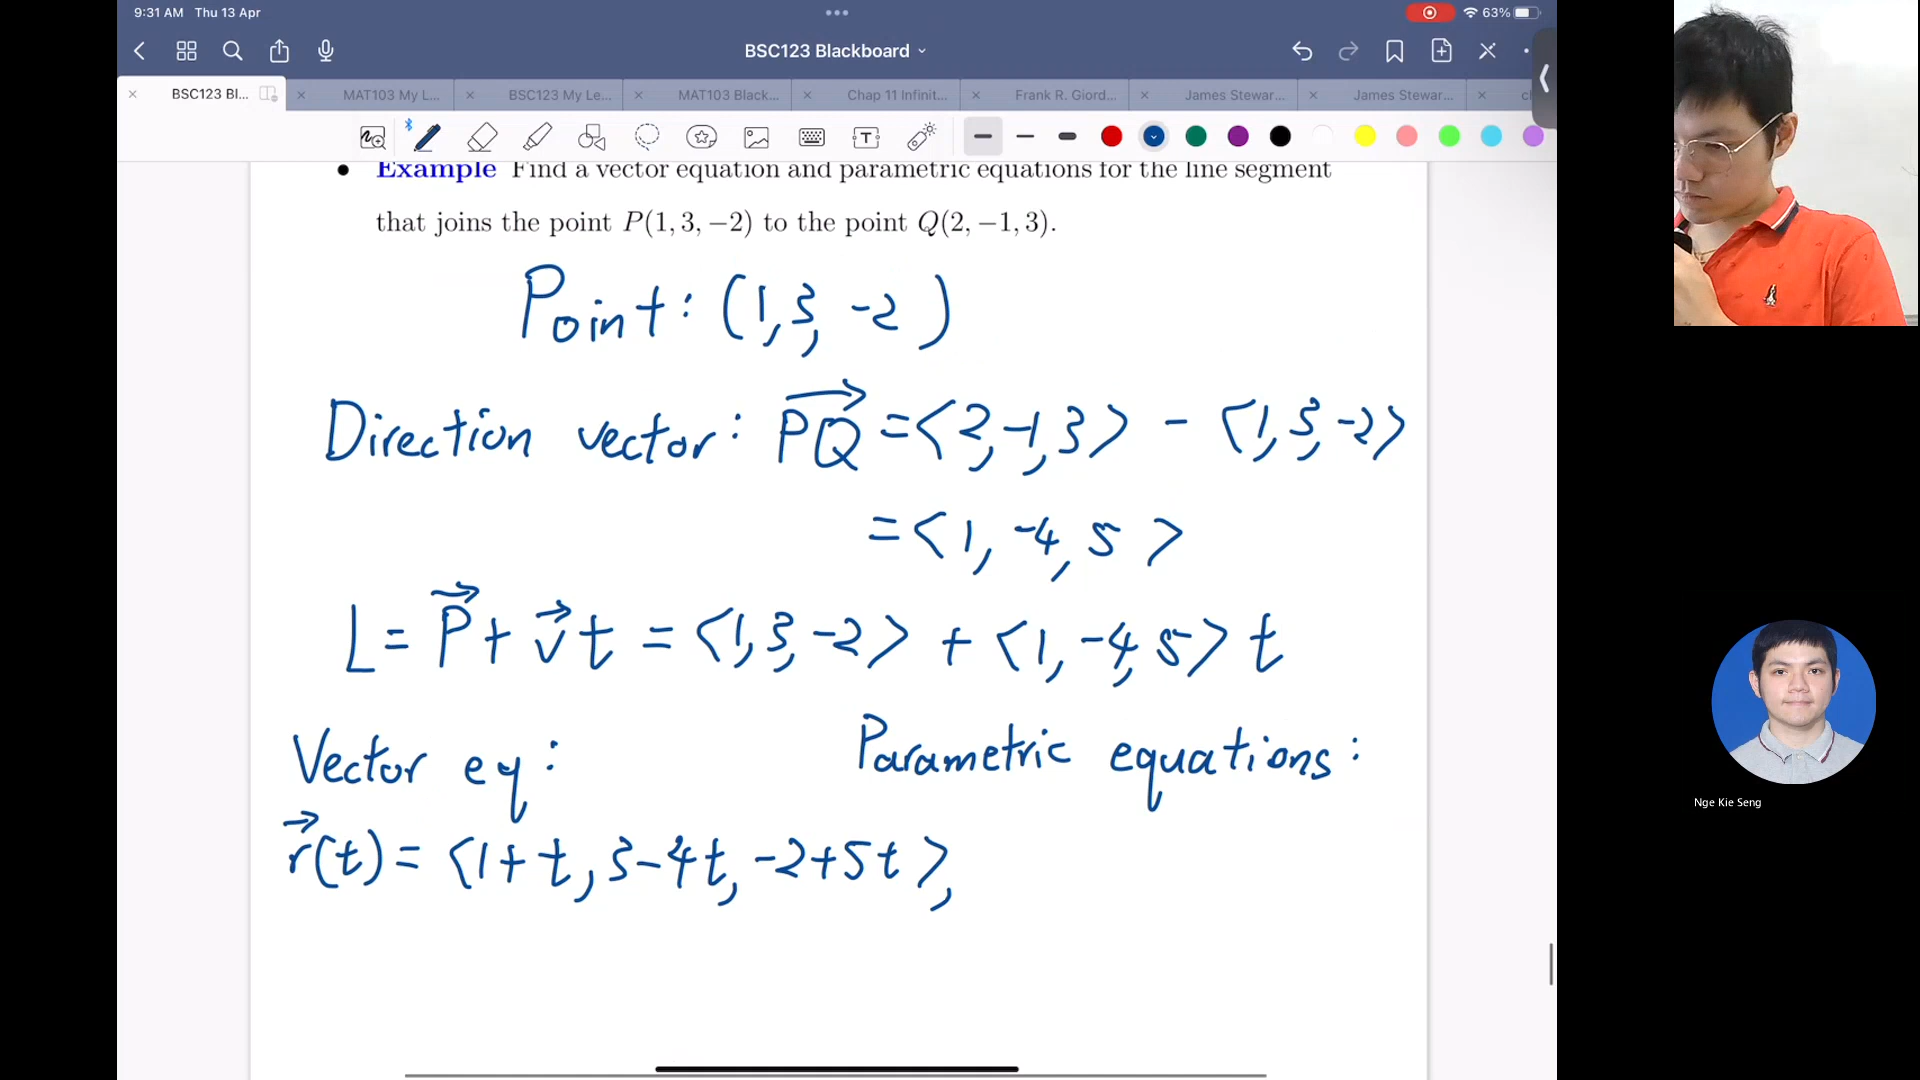 9:31 AM Thu 13 Apr
63%
BSC123 Blackboard
BSC123 Bl...
MAT103 My L...
BSC123 My Le...
MAT103 Black...
Chap 11 Infinit...
Frank R. Giord...
James Stewar...
James Stewar...
• Example Find a vector equation and parametric equations for the line segment
that joins the point P(1, 3, −2) to the point Q(2, −1, 3).
Point: (1, 3, -2)
Direction vector: \overrightarrow{PQ} = <2, -1, 3> - <1, 3, -2>
= <1, -4, 5>
L = \vec{P} + \vec{v} t = <1, 3, -2> + <1, -4, 5> t
Vector eq:
Parametric equations:
\vec{r}(t) = <1+t, 3-4t, -2+5t>,
Nge Kie Seng